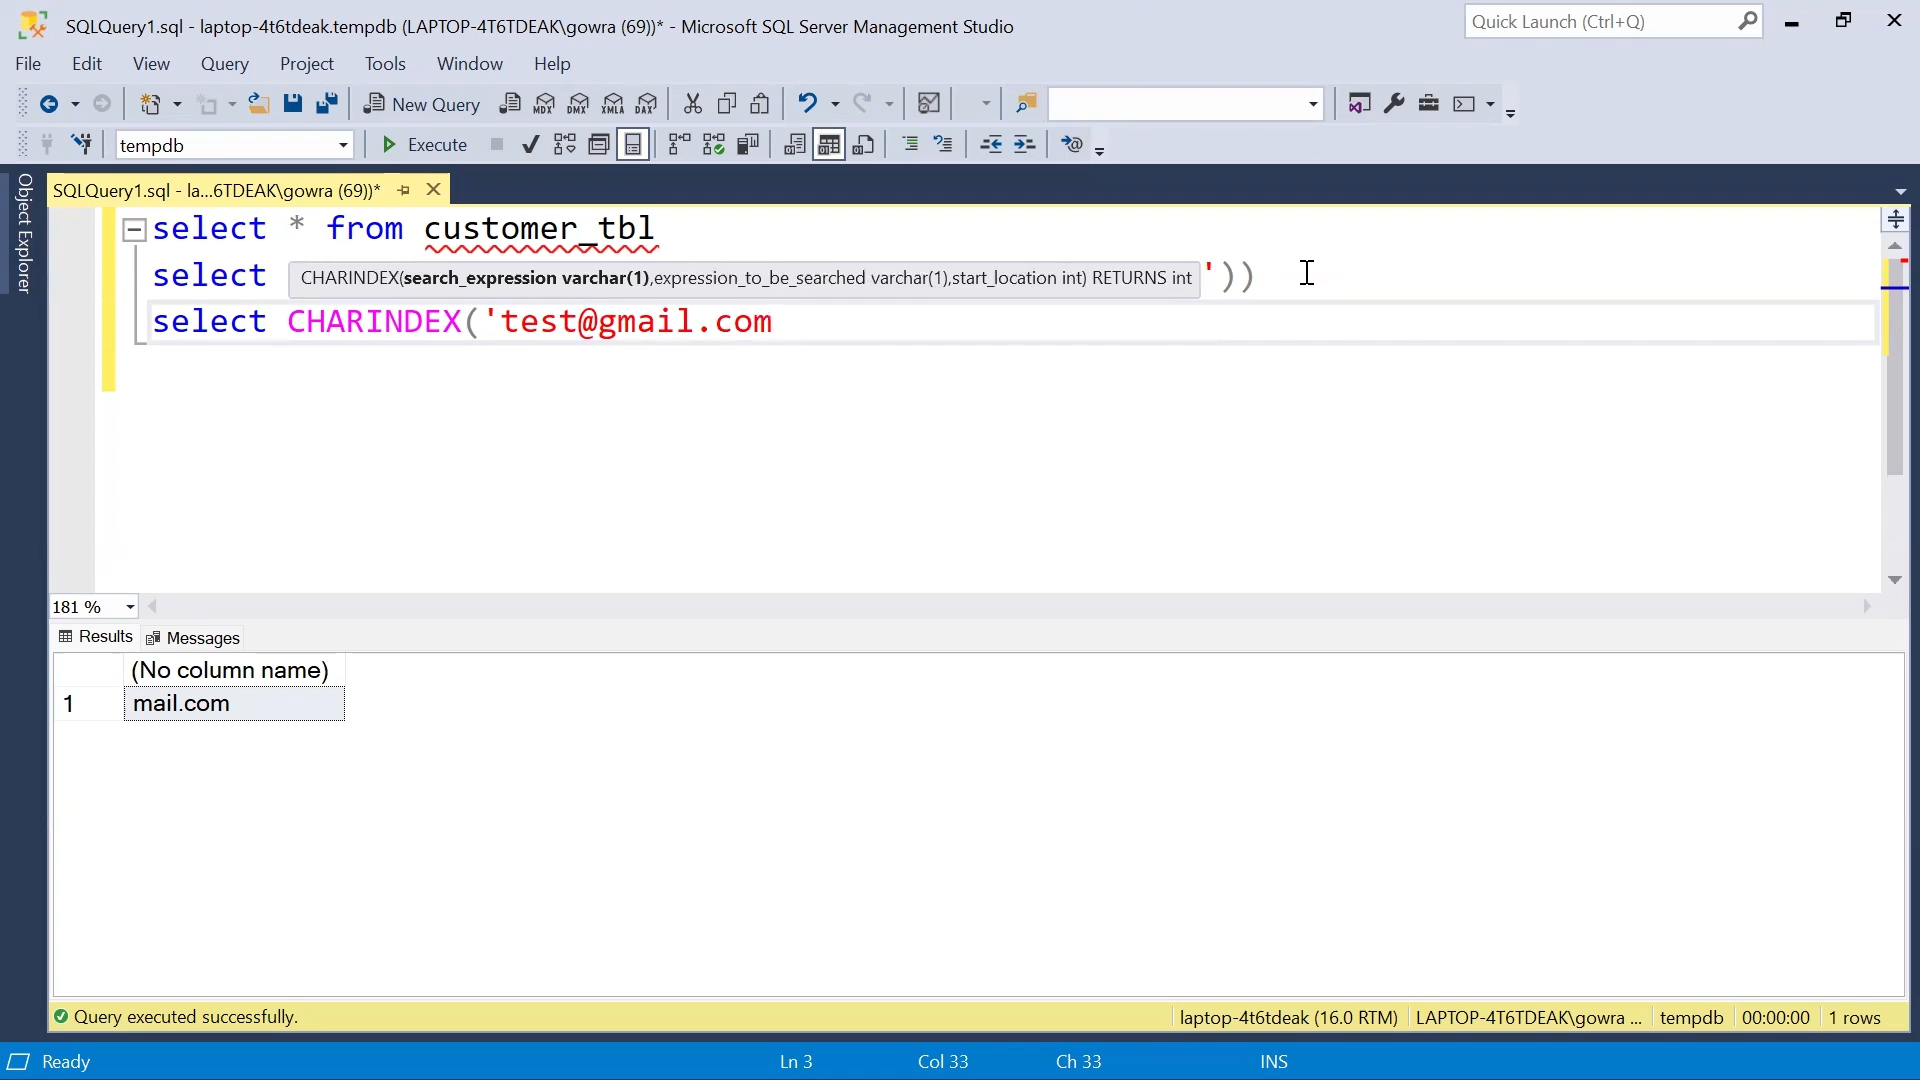 SQLQuery1.sql - laptop-4t6tdeak.tempdb (LAPTOP-4T6TDEAK\gowra (69))* - Microsoft SQL Server Management Studio
Quick Launch (Ctrl+Q)
File Edit View Query Project Tools Window Help
New Query MDX DMX XMLA DAX
tempdb Execute
Object Explorer
SQLQuery1.sql - la...6TDEAK\gowra (69))*
select * from customer_tbl
select CHARINDEX(search_expression varchar(1),expression_to_be_searched varchar(1),start_location int) RETURNS int '))
select CHARINDEX('test@gmail.com
181 %
Results Messages
(No column name)
1 mail.com
Query executed successfully. laptop-4t6tdeak (16.0 RTM) LAPTOP-4T6TDEAK\gowra ... tempdb 00:00:00 1 rows
Ready Ln 3 Col 33 Ch 33 INS